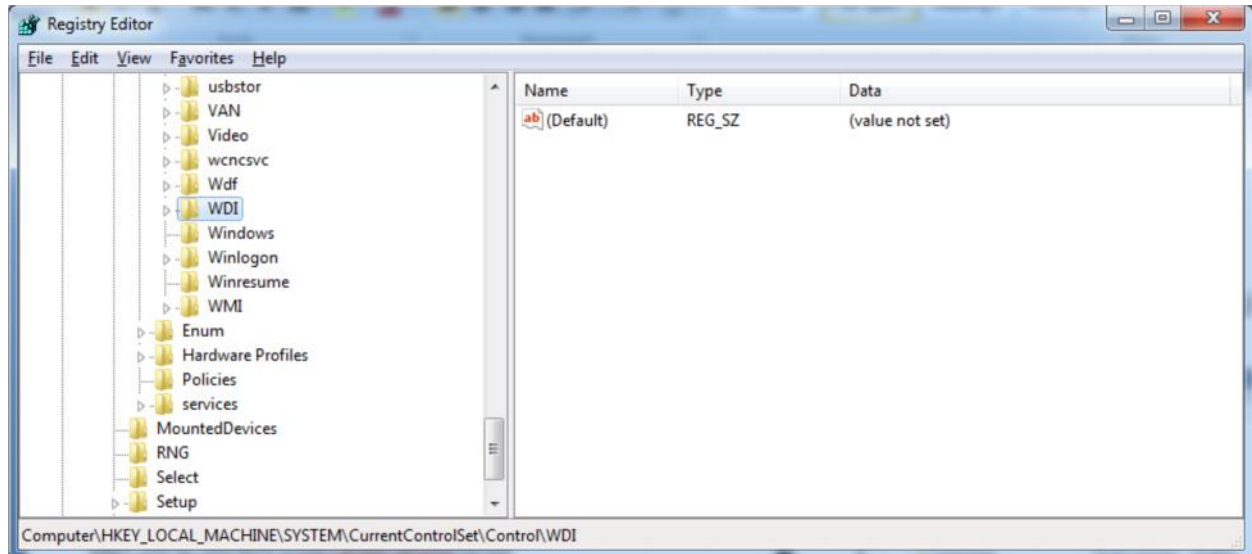 Registry Editor
File Edit View Favorites Help
usbstor
VAN
Video
wcncsvc
Wdf
WDI
Windows
Winlogon
Winresume
WMI
Enum
Hardware Profiles
Policies
services
MountedDevices
RNG
Select
Setup
Name Type Data
ab (Default) REG_SZ (value not set)
Computer\HKEY_LOCAL_MACHINE\SYSTEM\CurrentControlSet\Control\WDI